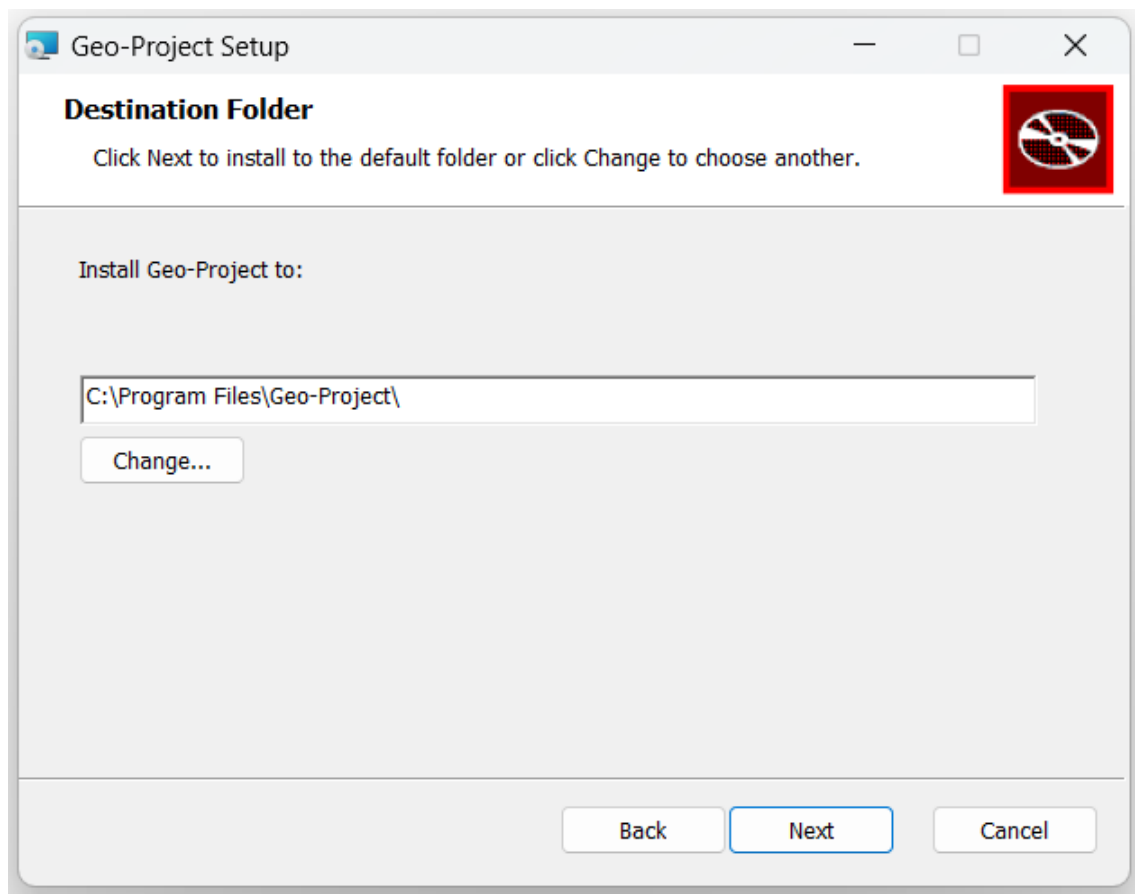 Geo-Project Setup
Destination Folder
Click Next to install to the default folder or click Change to choose another.
Install Geo-Project to:
C:\Program Files\Geo-Project\
Change...
Back Next Cancel